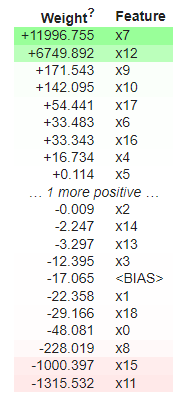 Weight? Feature
+11996.755 x7
+6749.892 x12
+171.543 x9
+142.095 x10
+54.441 x17
+33.483 x6
+33.343 x16
+16.734 x4
+0.114 x5
… 1 more positive …
-0.009 x2
-2.247 x14
-3.297 x13
-12.395 x3
-17.065 <BIAS>
-22.358 x1
-29.166 x18
-48.081 x0
-228.019 x8
-1000.397 x15
-1315.532 x11